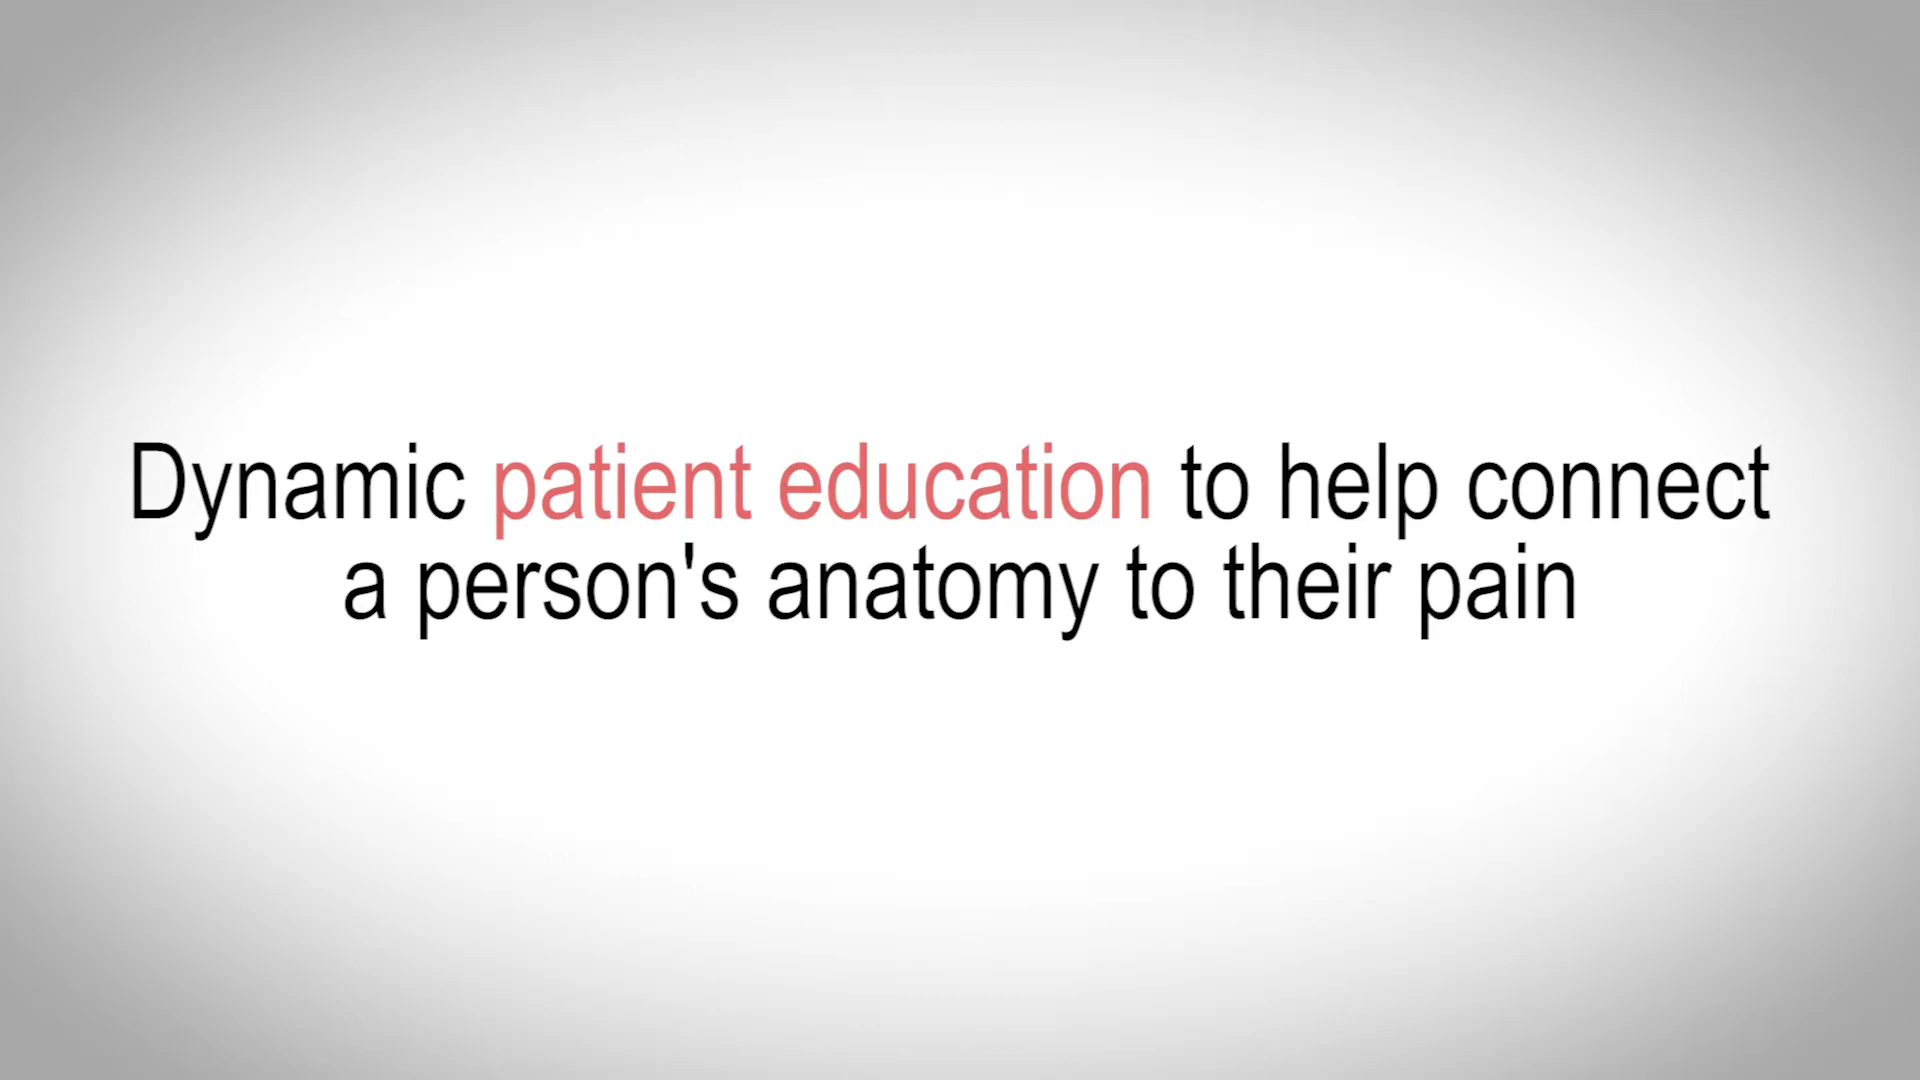 Dynamic patient education to help connect
a person's anatomy to their pain